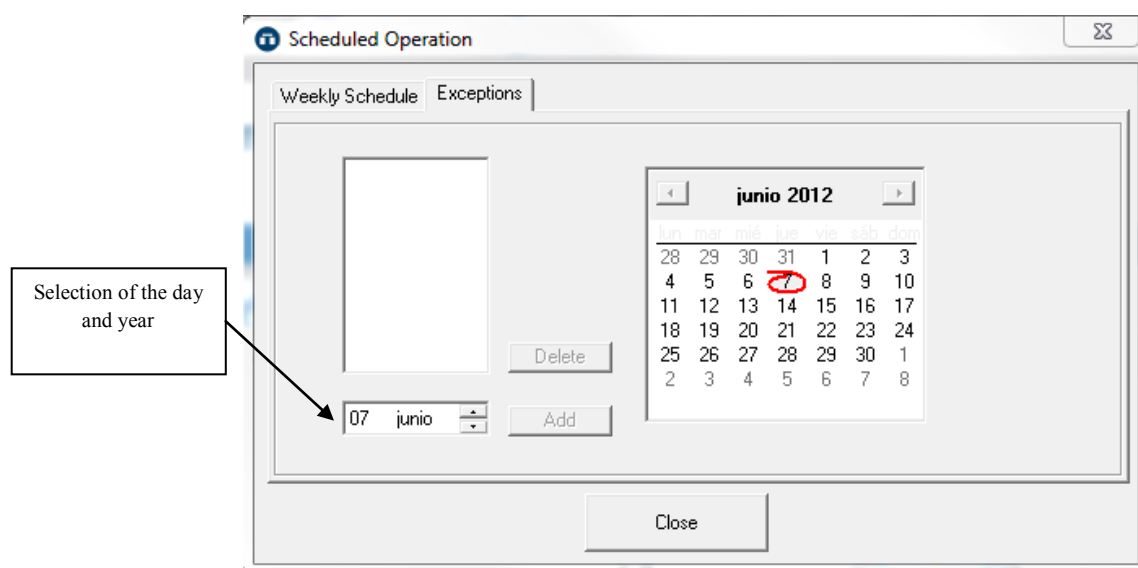 Scheduled Operation
Weekly Schedule Exceptions
junio 2012
lun mar mié jue vie sáb dom
28 29 30 31 1 2 3
4 5 6 7 8 9 10
11 12 13 14 15 16 17
18 19 20 21 22 23 24
25 26 27 28 29 30 1
2 3 4 5 6 7 8
Selection of the day
and year
Delete
07 junio
Add
Close